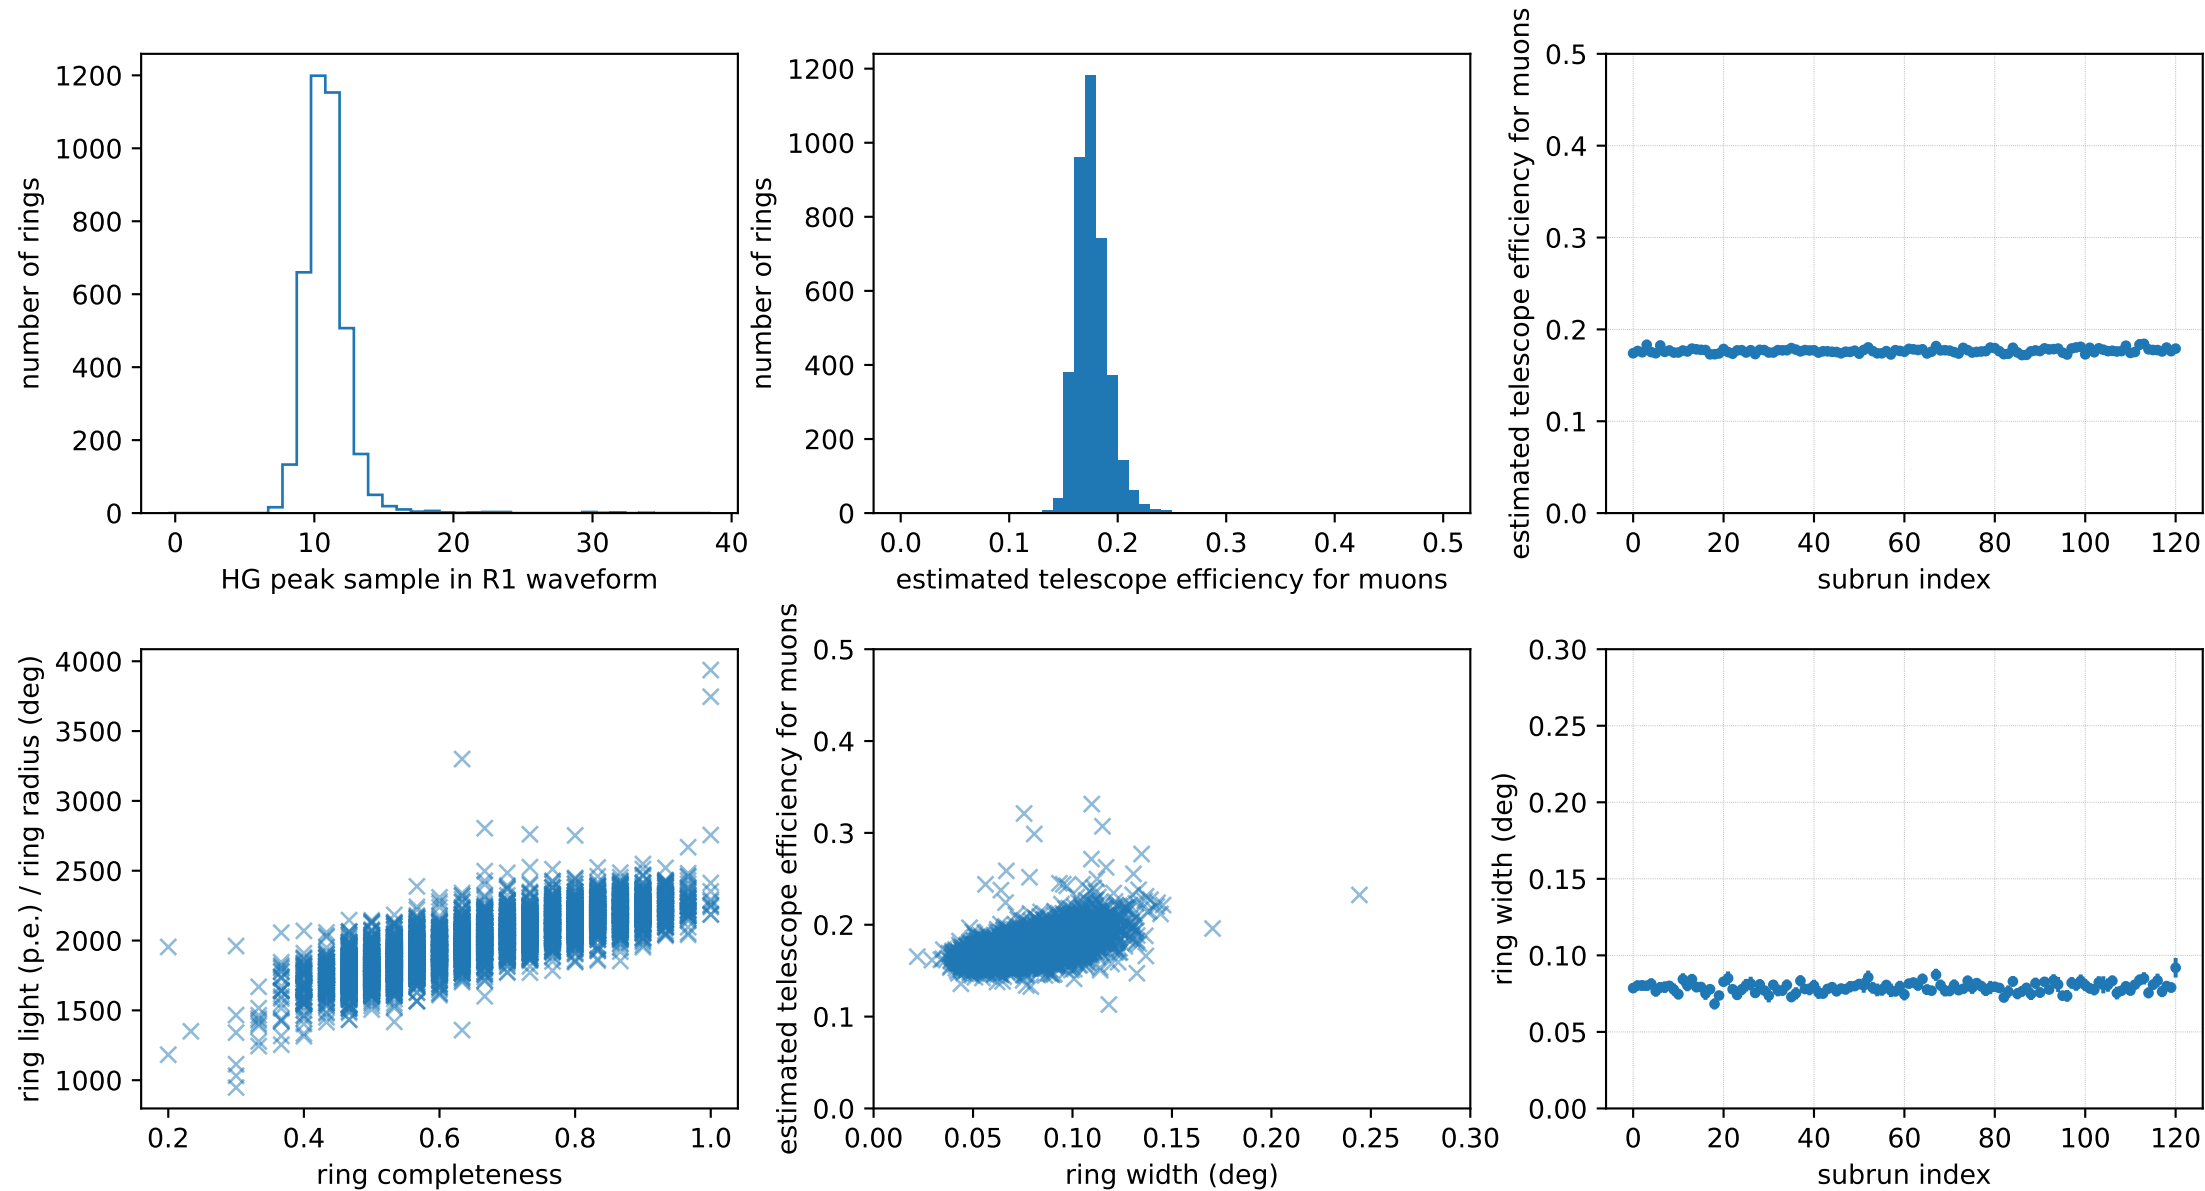 number of rings
1200
1000
800
600
400
200
0
0 10 20 30 40
HG peak sample in R1 waveform
number of rings
1200
1000
800
600
400
200
0
0.0 0.1 0.2 0.3 0.4 0.5
estimated telescope efficiency for muons
estimated telescope efficiency for muons
0.5
0.4
0.3
0.2
0.1
0.0
0 20 40 60 80 100 120
subrun index
ring light (p.e.) / ring radius (deg)
4000
3500
3000
2500
2000
1500
1000
0.2 0.4 0.6 0.8 1.0
ring completeness
estimated telescope efficiency for muons
0.5
0.4
0.3
0.2
0.1
0.0
0.00 0.05 0.10 0.15 0.20 0.25 0.30
ring width (deg)
ring width (deg)
0.30
0.25
0.20
0.15
0.10
0.05
0.00
0 20 40 60 80 100 120
subrun index